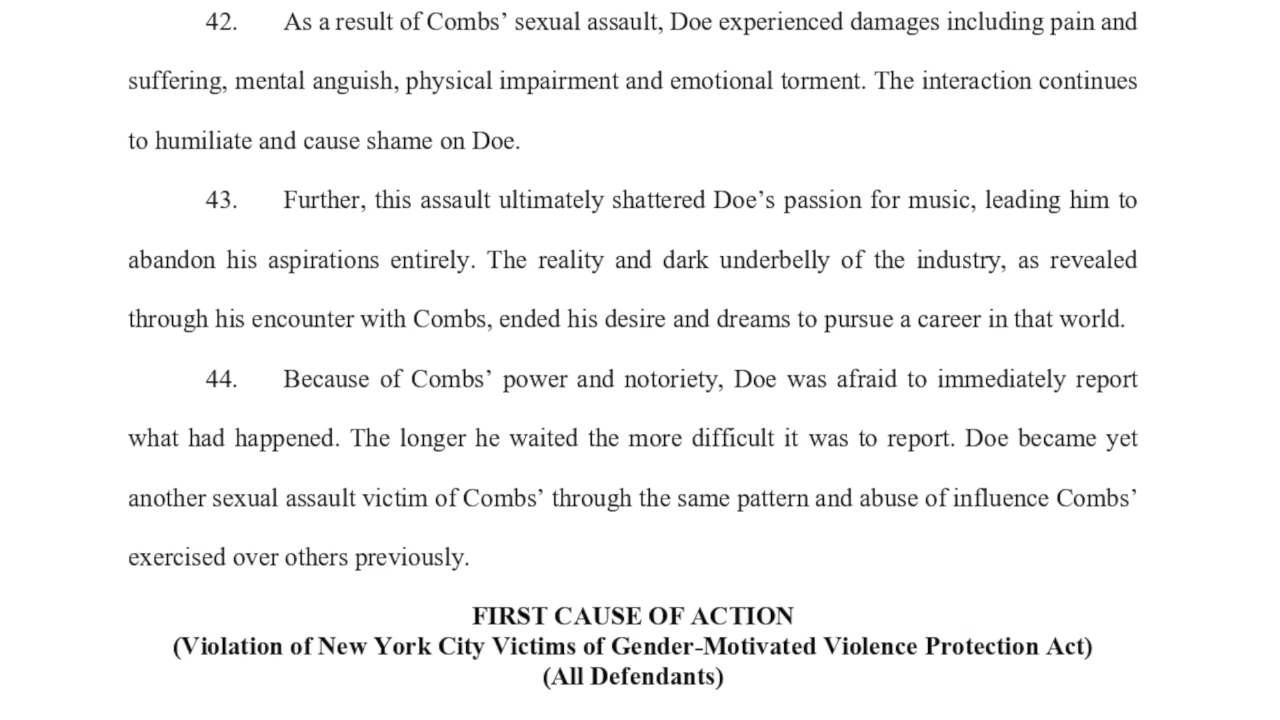 42. As a result of Combs’ sexual assault, Doe experienced damages including pain and
suffering, mental anguish, physical impairment and emotional torment. The interaction continues
to humiliate and cause shame on Doe.
43. Further, this assault ultimately shattered Doe’s passion for music, leading him to
abandon his aspirations entirely. The reality and dark underbelly of the industry, as revealed
through his encounter with Combs, ended his desire and dreams to pursue a career in that world.
44. Because of Combs’ power and notoriety, Doe was afraid to immediately report
what had happened. The longer he waited the more difficult it was to report. Doe became yet
another sexual assault victim of Combs’ through the same pattern and abuse of influence Combs’
exercised over others previously.
FIRST CAUSE OF ACTION
(Violation of New York City Victims of Gender-Motivated Violence Protection Act)
(All Defendants)